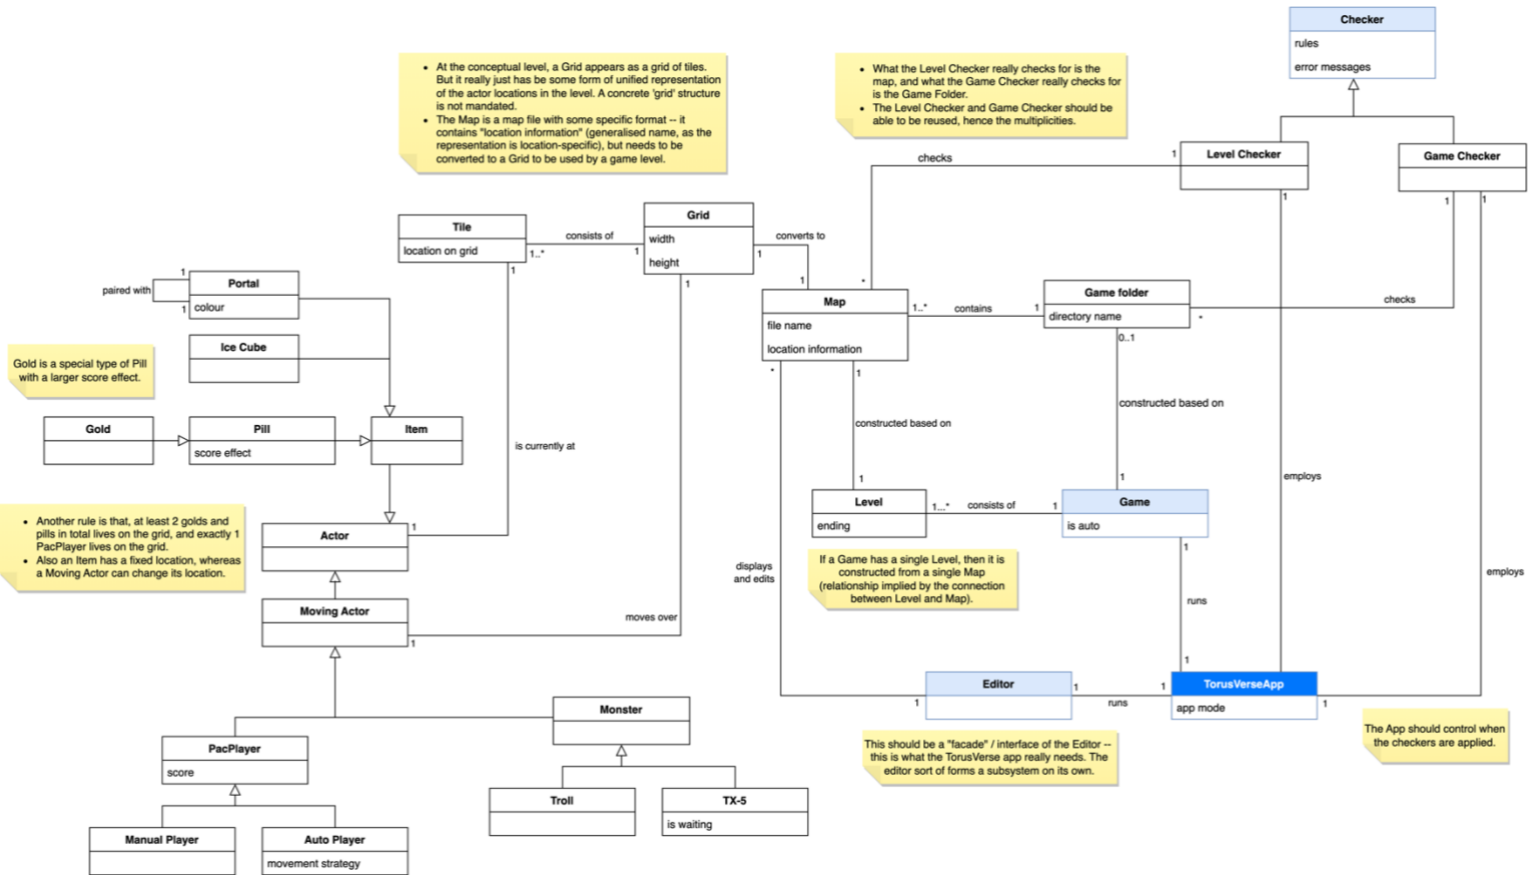 Checker
rules
error messages
• At the conceptual level, a Grid appears as a grid of tiles.
But it really just has be some form of unified representation
of the actor locations in the level. A concrete 'grid' structure
is not mandated.
• The Map is a map file with some specific format -- it
contains "location information" (generalised name, as the
representation is location-specific), but needs to be
converted to a Grid to be used by a game level.
• What the Level Checker really checks for is the
map, and what the Game Checker really checks for
is the Game Folder.
• The Level Checker and Game Checker should be
able to be reused, hence the multiplicities.
checks
1
Level Checker
1
Game Checker
1
1
Tile
location on grid
1
1..*
consists of
1
Grid
width
height
1
1
converts to
1
paired with
1
1
Portal
colour
Ice Cube
Gold is a special type of Pill
with a larger score effect.
Gold
Pill
score effect
Item
*
Map
file name
location information
1..*
contains
1
Game folder
directory name
*
checks
0..1
*
1
constructed based on
constructed based on
is currently at
1
1
employs
Level
ending
1...*
consists of
1
Game
is auto
1
• Another rule is that, at least 2 golds and
pills in total lives on the grid, and exactly 1
PacPlayer lives on the grid.
• Also an Item has a fixed location, whereas
a Moving Actor can change its location.
Actor
1
If a Game has a single Level, then it is
constructed from a single Map
(relationship implied by the connection
between Level and Map).
displays
and edits
employs
runs
Moving Actor
1
moves over
1
Editor
1
1
runs
1
TorusVerseApp
app mode
1
Monster
PacPlayer
score
This should be a "facade" / interface of the Editor --
this is what the TorusVerse app really needs. The
editor sort of forms a subsystem on its own.
The App should control when
the checkers are applied.
Troll
TX-5
is waiting
Manual Player
Auto Player
movement strategy